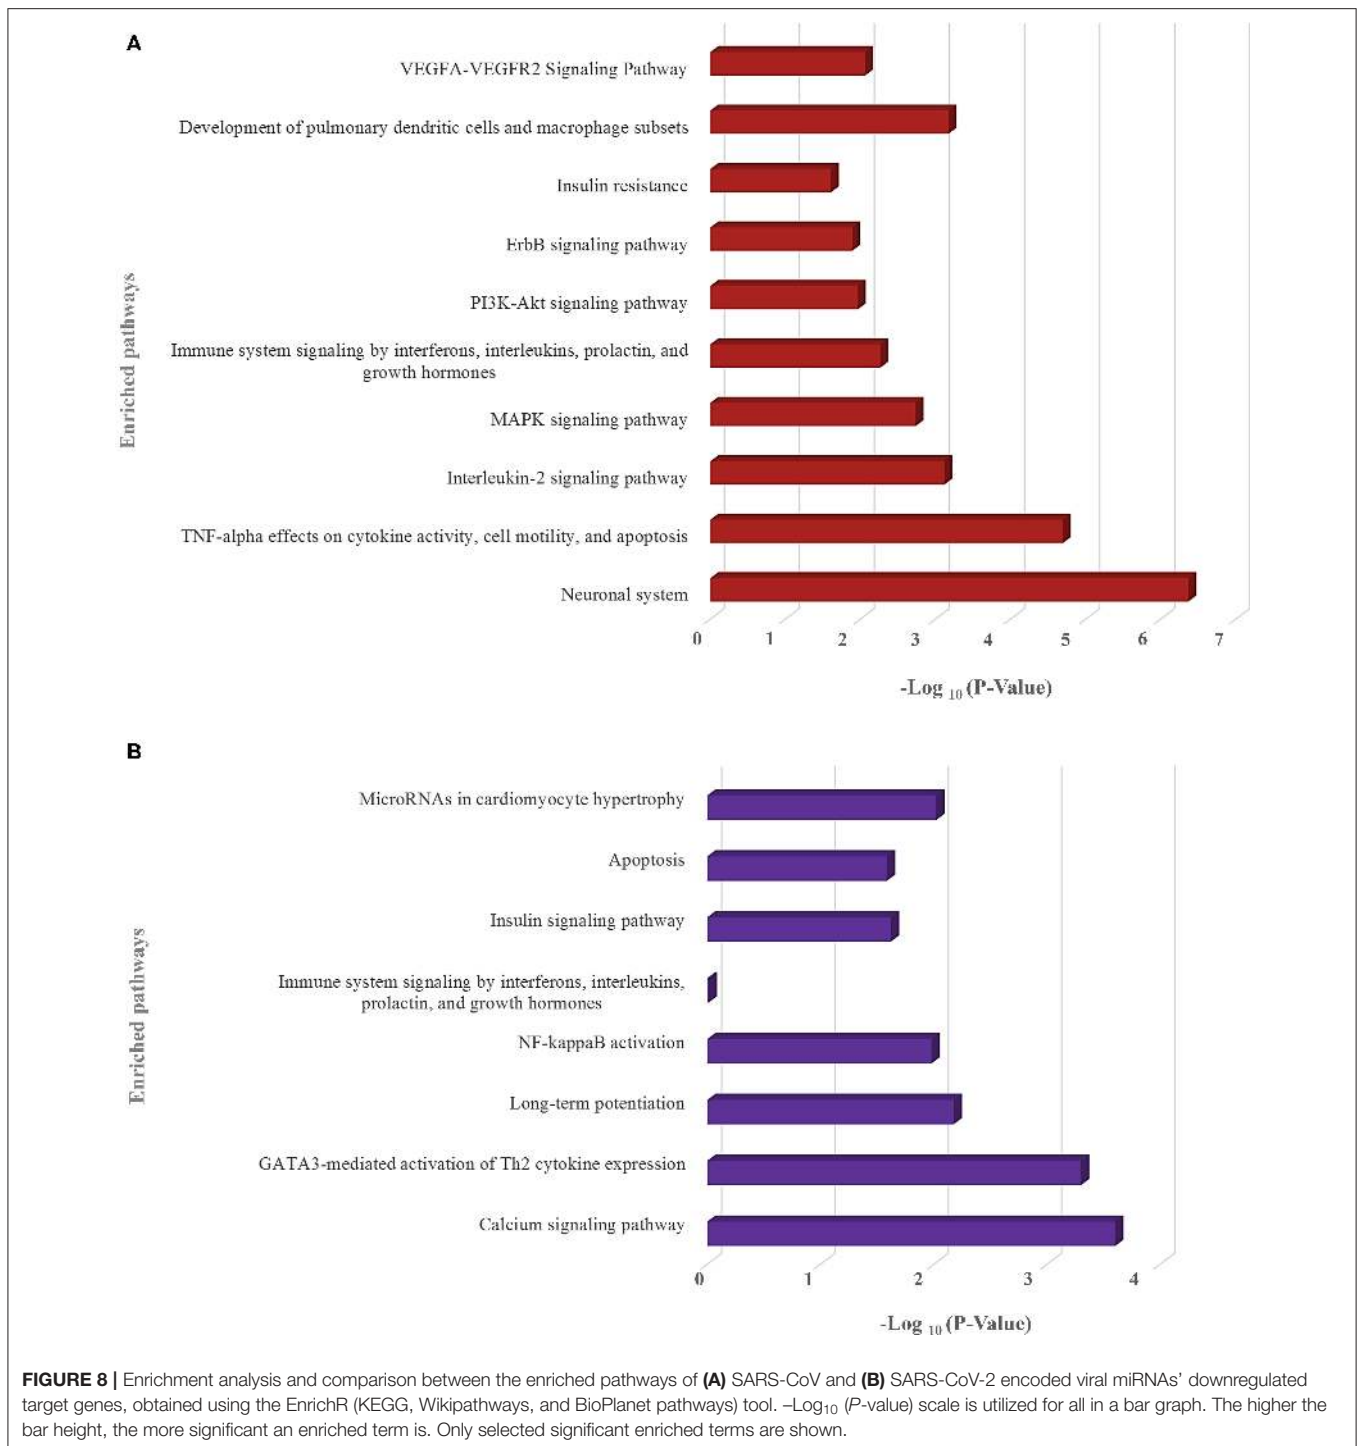 A
VEGFA-VEGFR2 Signaling Pathway
Development of pulmonary dendritic cells and macrophage subsets
Insulin resistance
ErbB signaling pathway
PI3K-Akt signaling pathway
Immune system signaling by interferons, interleukins, prolactin, and
growth hormones
MAPK signaling pathway
Interleukin-2 signaling pathway
TNF-alpha effects on cytokine activity, cell motility, and apoptosis
Neuronal system
Enriched pathways
0 1 2 3 4 5 6 7
-Log 10 (P-Value)
B
MicroRNAs in cardiomyocyte hypertrophy
Apoptosis
Insulin signaling pathway
Immune system signaling by interferons, interleukins,
prolactin, and growth hormones
NF-kappaB activation
Long-term potentiation
GATA3-mediated activation of Th2 cytokine expression
Calcium signaling pathway
Enriched pathways
0 1 2 3 4
-Log 10 (P-Value)
FIGURE 8 | Enrichment analysis and comparison between the enriched pathways of (A) SARS-CoV and (B) SARS-CoV-2 encoded viral miRNAs' downregulated
target genes, obtained using the EnrichR (KEGG, Wikipathways, and BioPlanet pathways) tool. –Log10 (P-value) scale is utilized for all in a bar graph. The higher the
bar height, the more significant an enriched term is. Only selected significant enriched terms are shown.